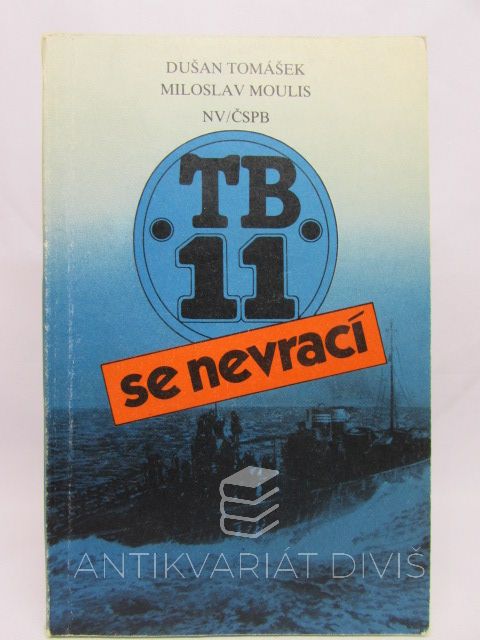 DUŠAN TOMÁŠEK
MILOSLAV MOULIS
NV/ČSPB
TB
11
se nevrací
ANTIKVARIÁT DIVIŠ